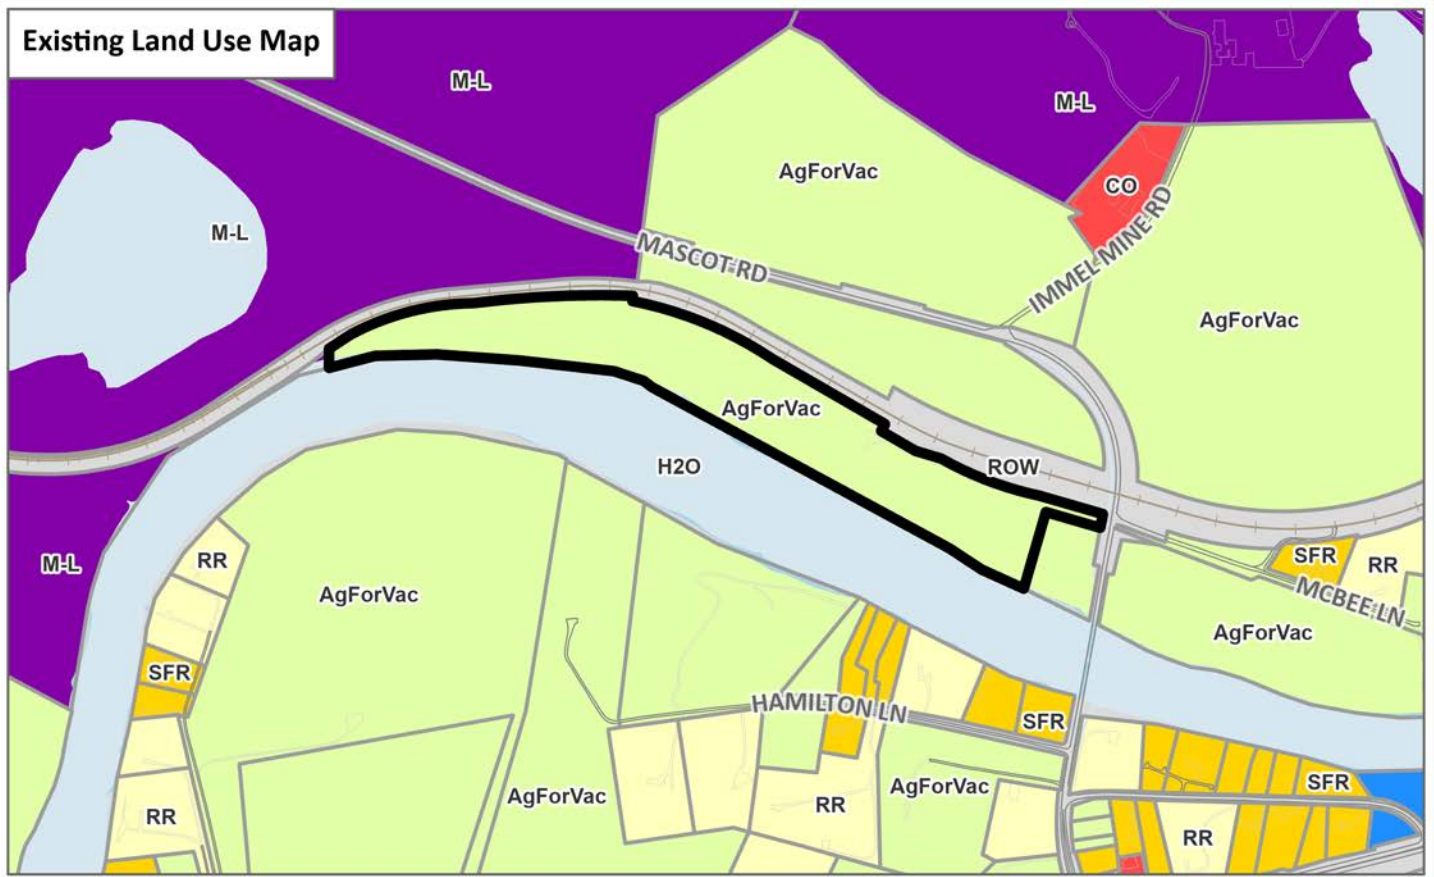 Existing Land Use Map
M-L
M-L
AgForVac
CO
M-L
MASCOT RD
IMMEL MINE RD
AgForVac
AgForVac
H2O
ROW
M-L
RR
SFR
RR
AgForVac
MCBEE LN
AgForVac
SFR
HAMILTON LN
SFR
AgForVac
AgForVac
SFR
RR
RR
RR